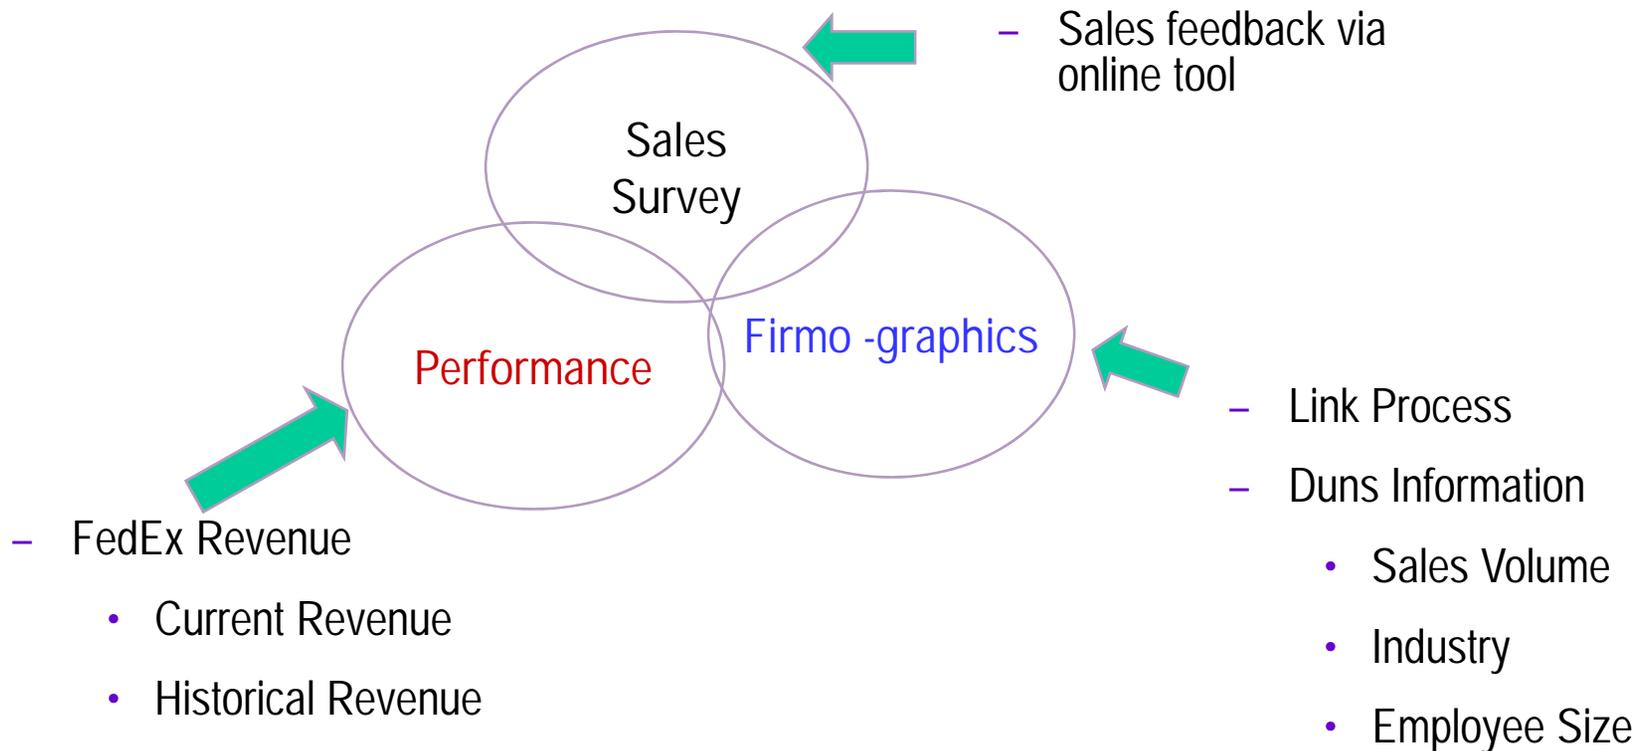 – Sales feedback via
online tool
Sales
Survey
Firmo -graphics
Performance
– Link Process
– Duns Information
• Sales Volume
• Industry
• Employee Size
– FedEx Revenue
• Current Revenue
• Historical Revenue